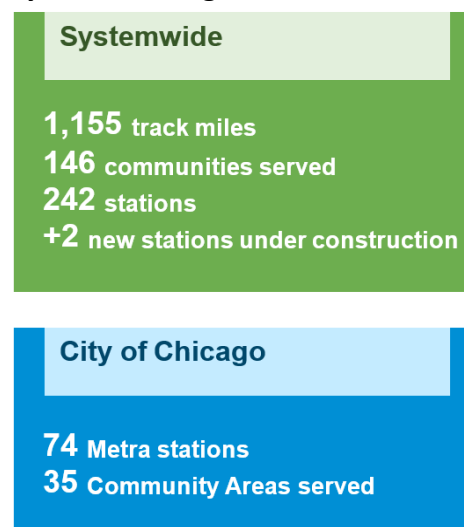 Systemwide
1,155 track miles
146 communities served
242 stations
+2 new stations under construction
City of Chicago
74 Metra stations
35 Community Areas served